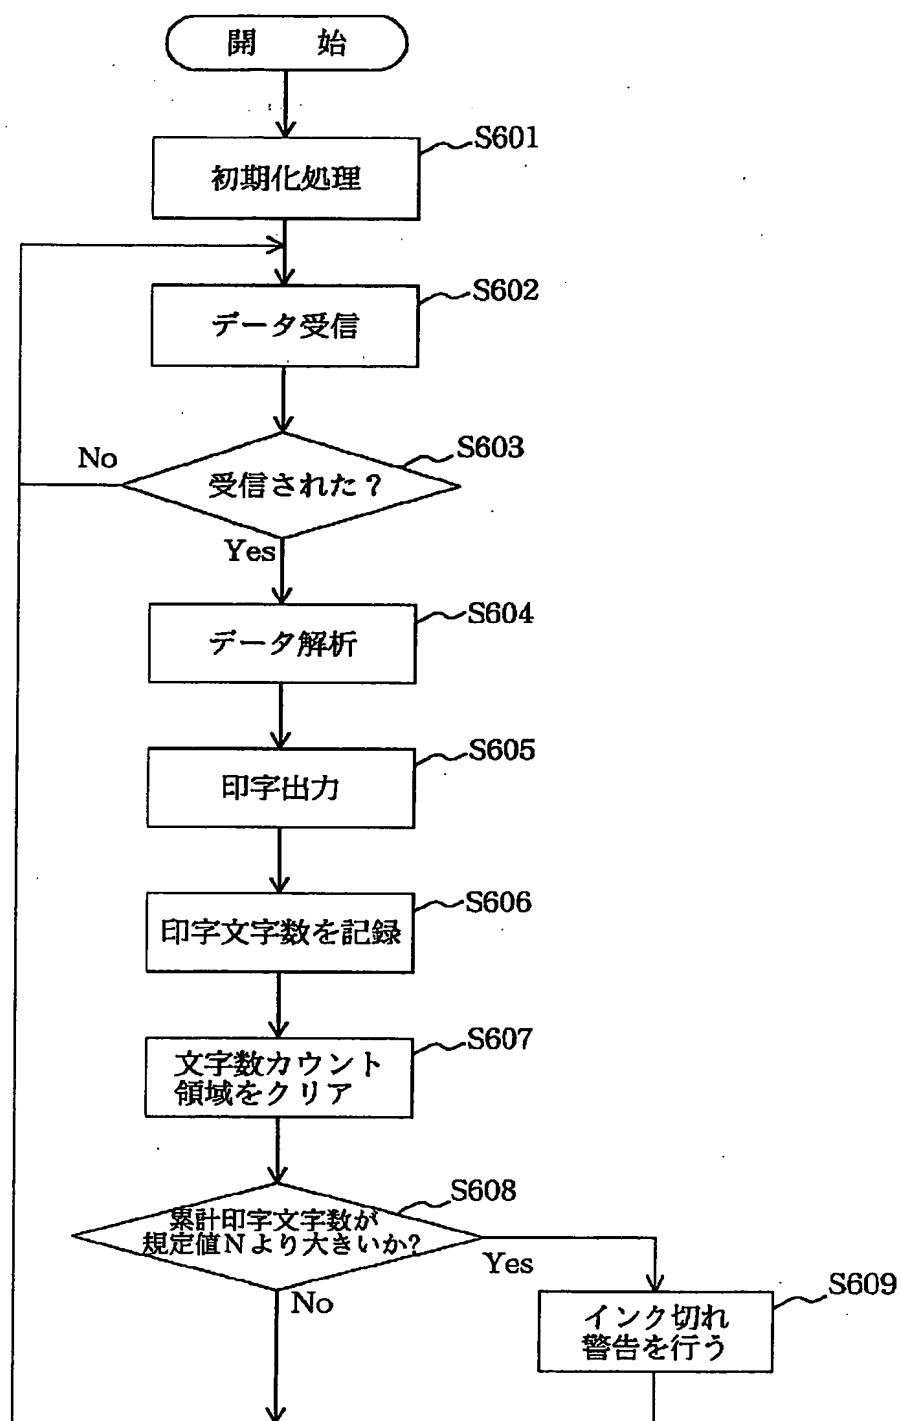 開 始
S601
初期化処理
S602
データ受信
S603
No
受信された？
Yes
S604
データ解析
S605
印字出力
S606
印字文字数を記録
S607
文字数カウント
領域をクリア
S608
累計印字文字数が
規定値Nより大きいか?
Yes
No
S609
インク切れ
警告を行う